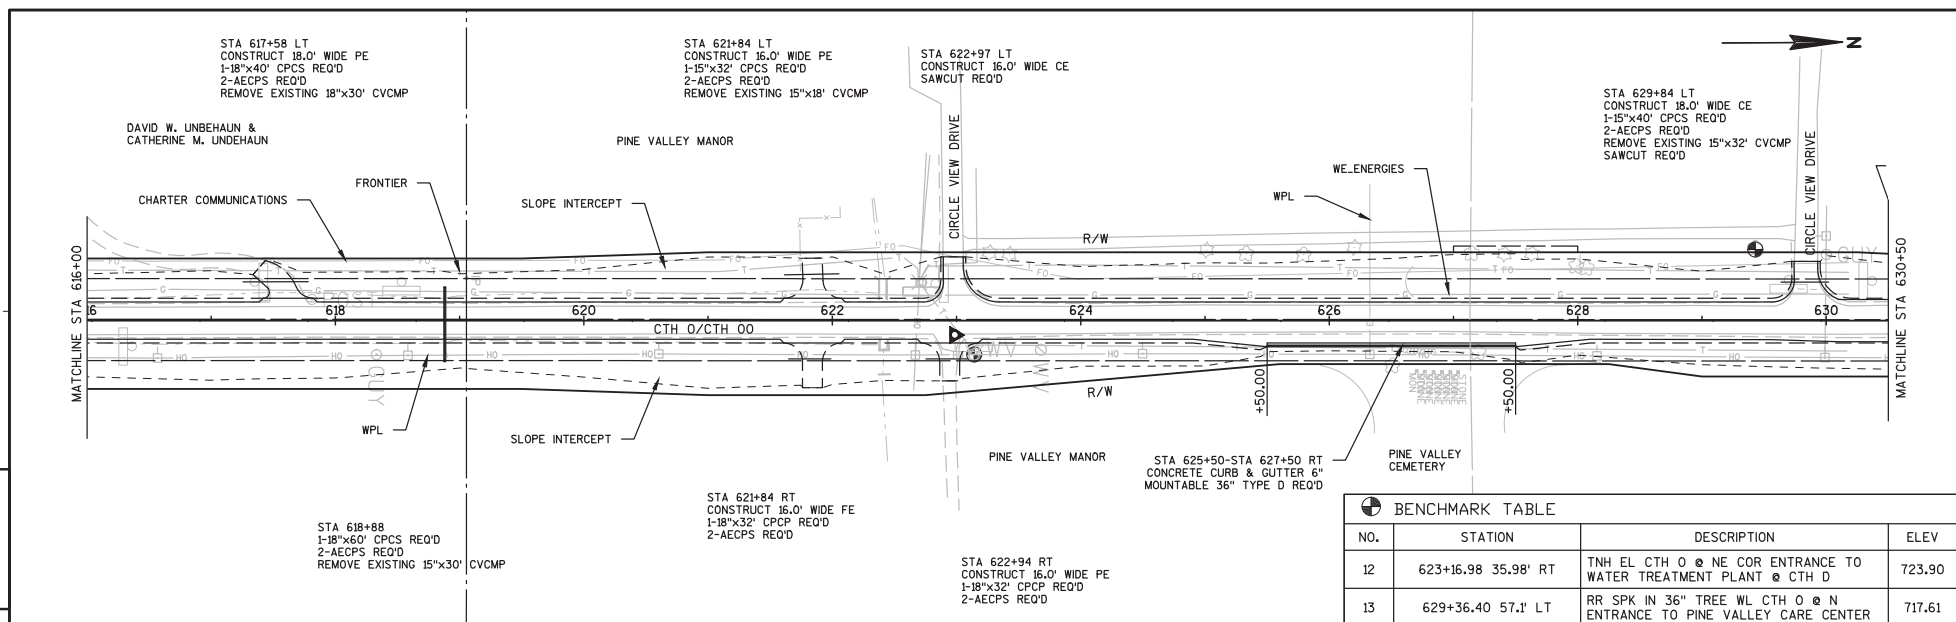 STA 617+58 LT
CONSTRUCT 18.0' WIDE PE
1-18"x40' CPCS REQ'D
2-AECPS REQ'D
REMOVE EXISTING 18"x30' CVCMP
STA 621+84 LT
CONSTRUCT 16.0' WIDE PE
1-15"x32' CPCS REQ'D
2-AECPS REQ'D
REMOVE EXISTING 15"x18' CVCMP
STA 622+97 LT
CONSTRUCT 16.0' WIDE CE
SAWCUT REQ'D
N
STA 629+84 LT
CONSTRUCT 18.0' WIDE CE
1-15"x40' CPCS REQ'D
2-AECPS REQ'D
REMOVE EXISTING 15"x32' CVCMP
SAWCUT REQ'D
DAVID W. UNBEHAUN &
CATHERINE M. UNDEHAUN
PINE VALLEY MANOR
CIRCLE VIEW DRIVE
CIRCLE VIEW DRIVE
CHARTER COMMUNICATIONS
FRONTIER
SLOPE INTERCEPT
WPL
WE_ENERGIES
R/W
MATCHLINE STA 616+00
MATCHLINE STA 630+50
16
618
620
622
624
626
628
630
CTH O/CTH OO
GUY
R/W
+50.00
+50.00
WPL
SLOPE INTERCEPT
PINE VALLEY MANOR
STA 625+50-STA 627+50 RT
CONCRETE CURB & GUTTER 6"
MOUNTABLE 36" TYPE D REQ'D
PINE VALLEY
CEMETERY
STA 618+88
1-18"x60' CPCS REQ'D
2-AECPS REQ'D
REMOVE EXISTING 15"x30' CVCMP
STA 621+84 RT
CONSTRUCT 16.0' WIDE FE
1-18"x32' CPCP REQ'D
2-AECPS REQ'D
STA 622+94 RT
CONSTRUCT 16.0' WIDE PE
1-18"x32' CPCP REQ'D
2-AECPS REQ'D
BENCHMARK TABLE
NO. STATION DESCRIPTION ELEV
12 623+16.98 35.98' RT TNH EL CTH O @ NE COR ENTRANCE TO WATER TREATMENT PLANT @ CTH D 723.90
13 629+36.40 57.1' LT RR SPK IN 36" TREE WL CTH O @ N ENTRANCE TO PINE VALLEY CARE CENTER 717.61